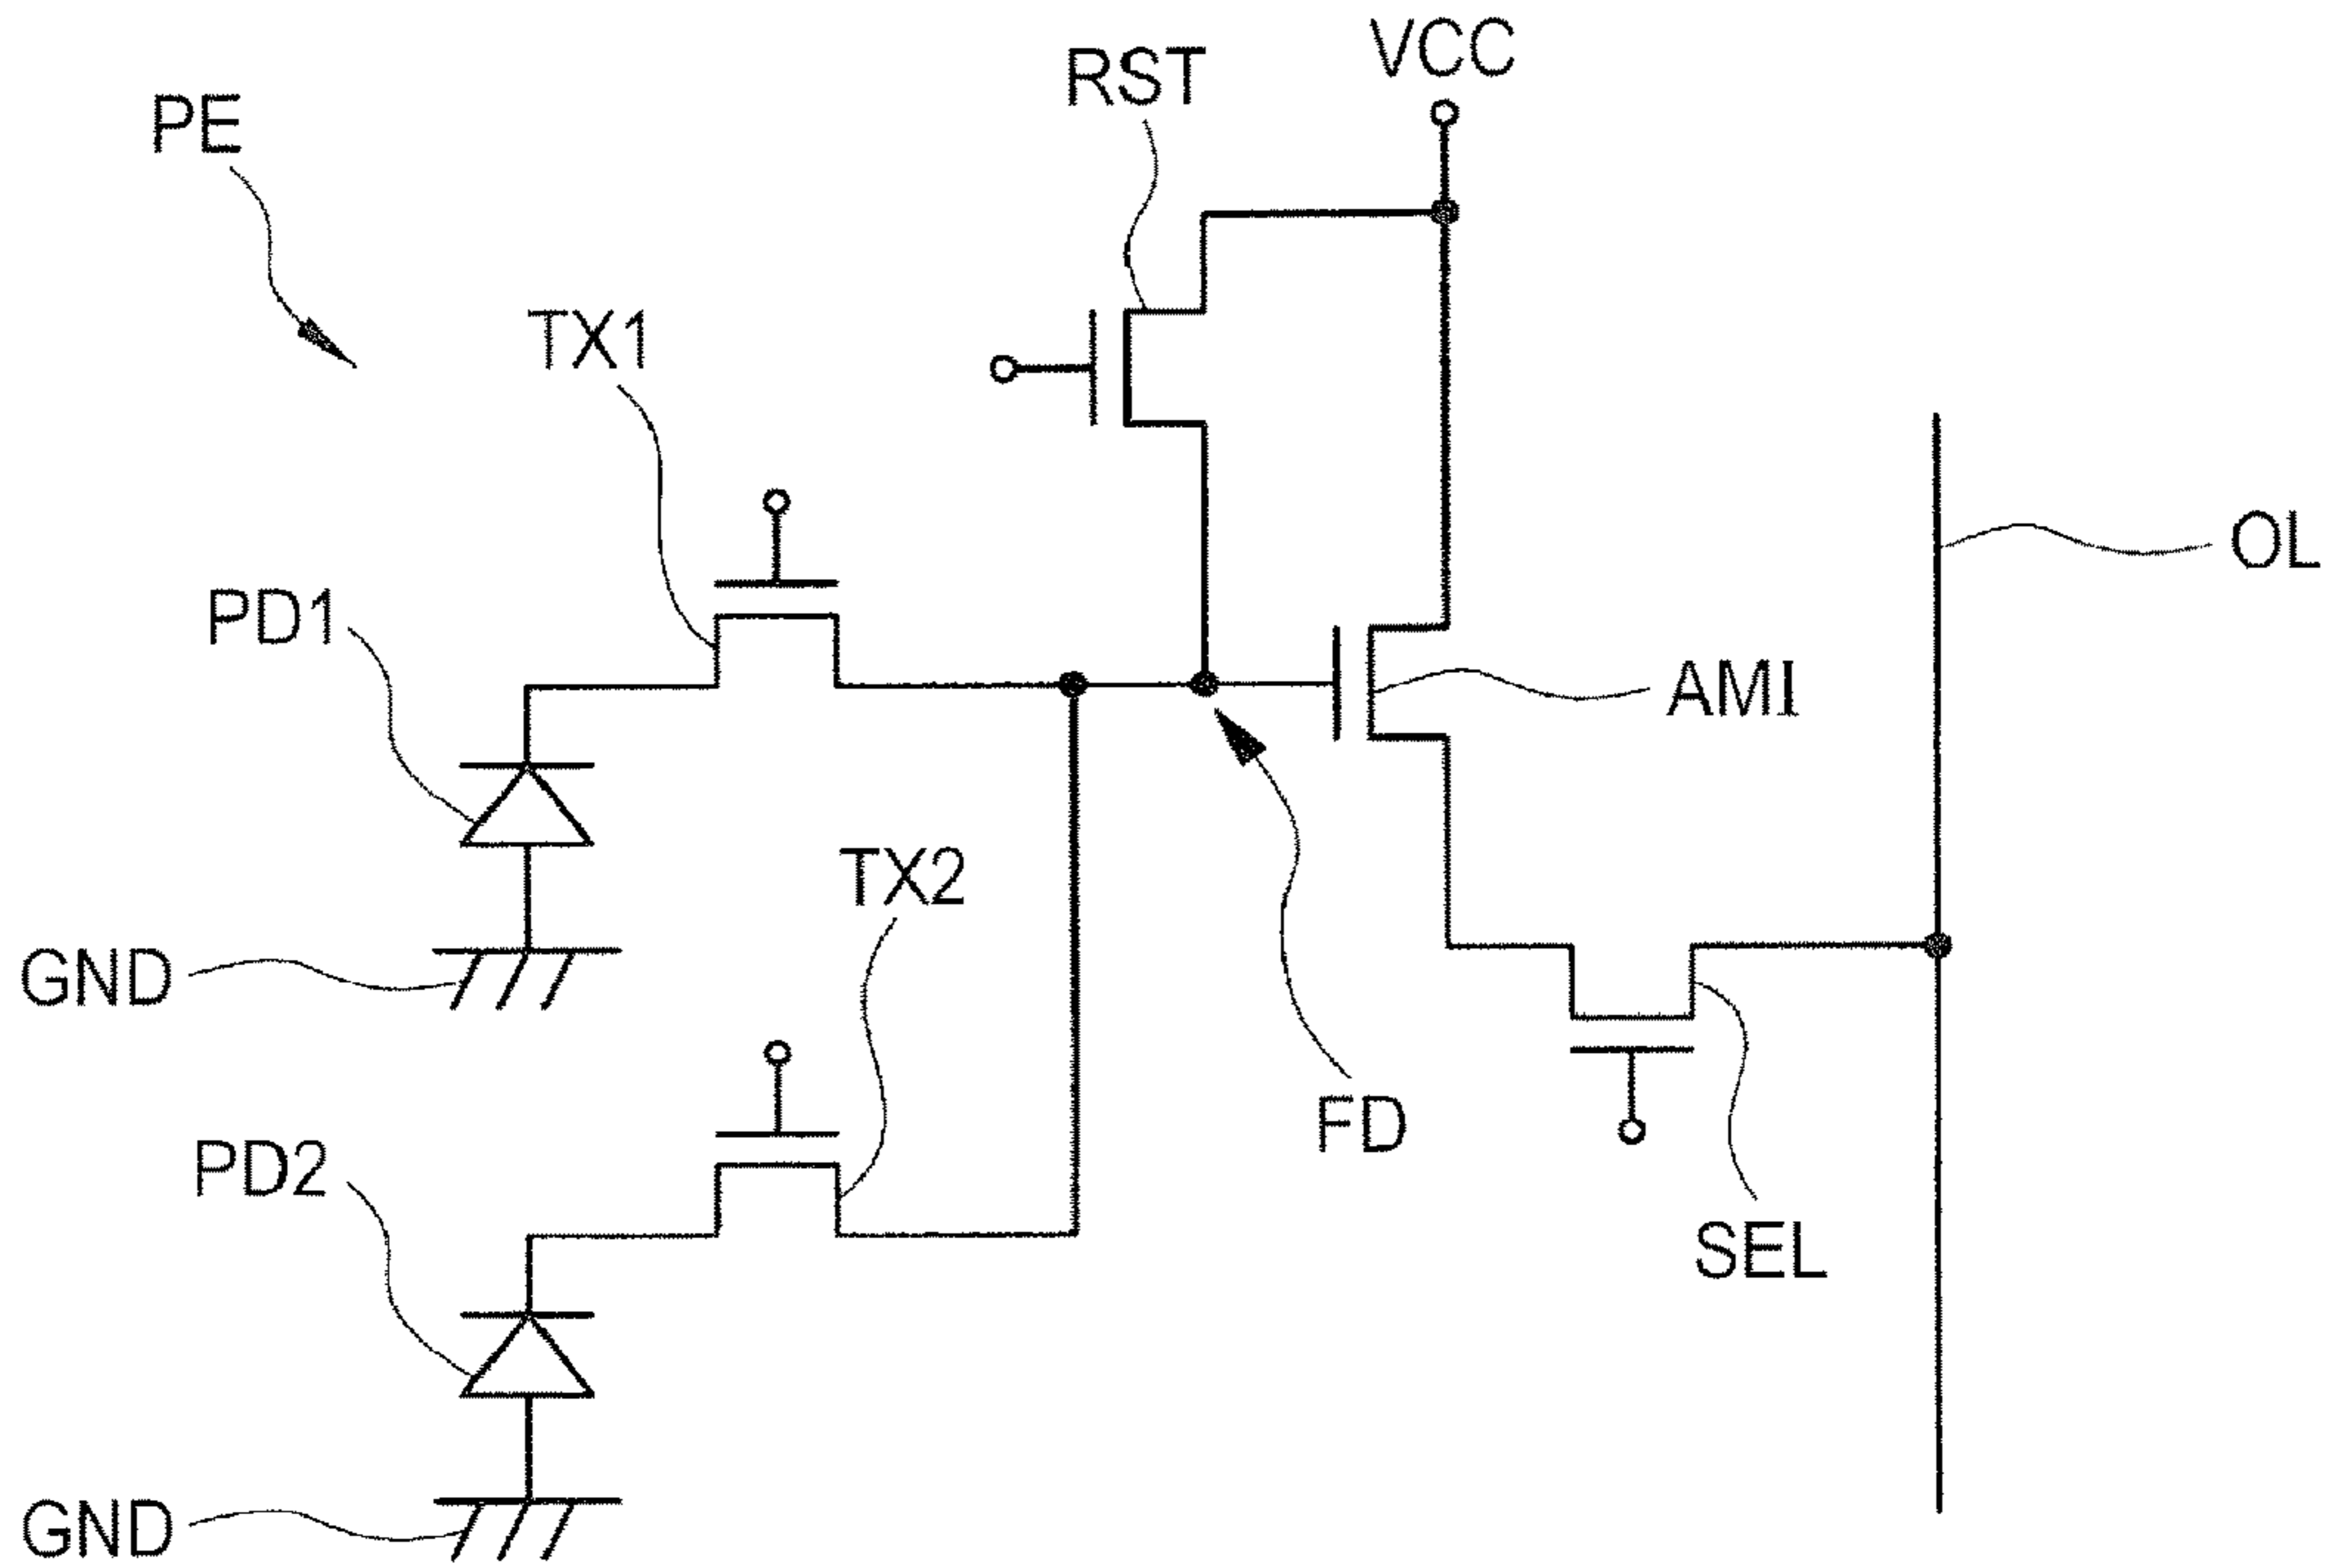 VCC
RST
PE
TX1
OL
PD1
AMI
TX2
GND
FD
PD2
SEL
GND